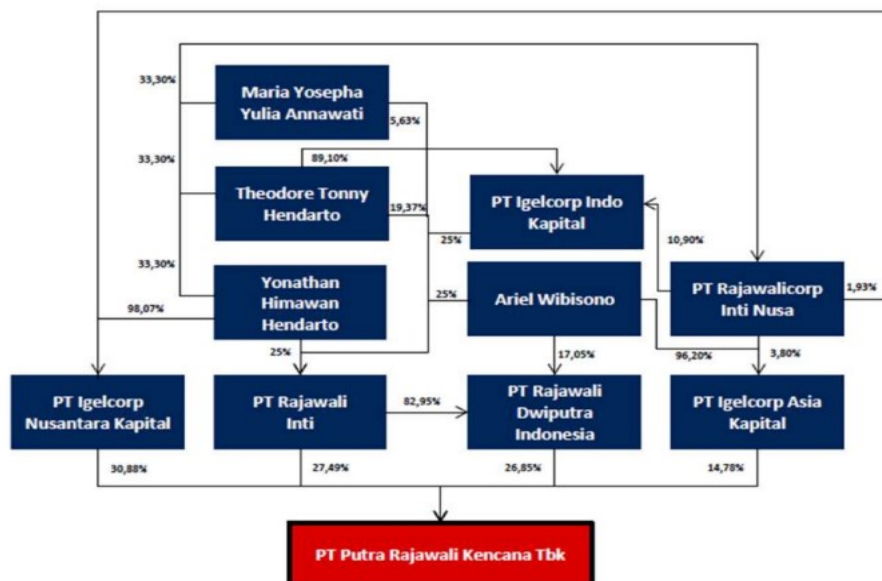 33,30%
Maria Yosepha
Yulia Annawati
5,63%
33,30%
89,10%
Theodore Tonny
Hendarto
19,37%
PT Igelcorp Indo
Kapital
25%
10,90%
33,30%
98,07%
Yonathan
Himawan
Hendarto
25%
Ariel Wibisono
PT Rajawalicorp
Inti Nusa
1,93%
25%
17,05%
96,20%
3,80%
PT Igelcorp
Nusantara Kapital
PT Rajawali
Inti
82,95%
PT Rajawali
Dwiputra
Indonesia
PT Igelcorp Asia
Kapital
30,88%
27,49%
26,85%
14,78%
PT Putra Rajawali Kencana Tbk